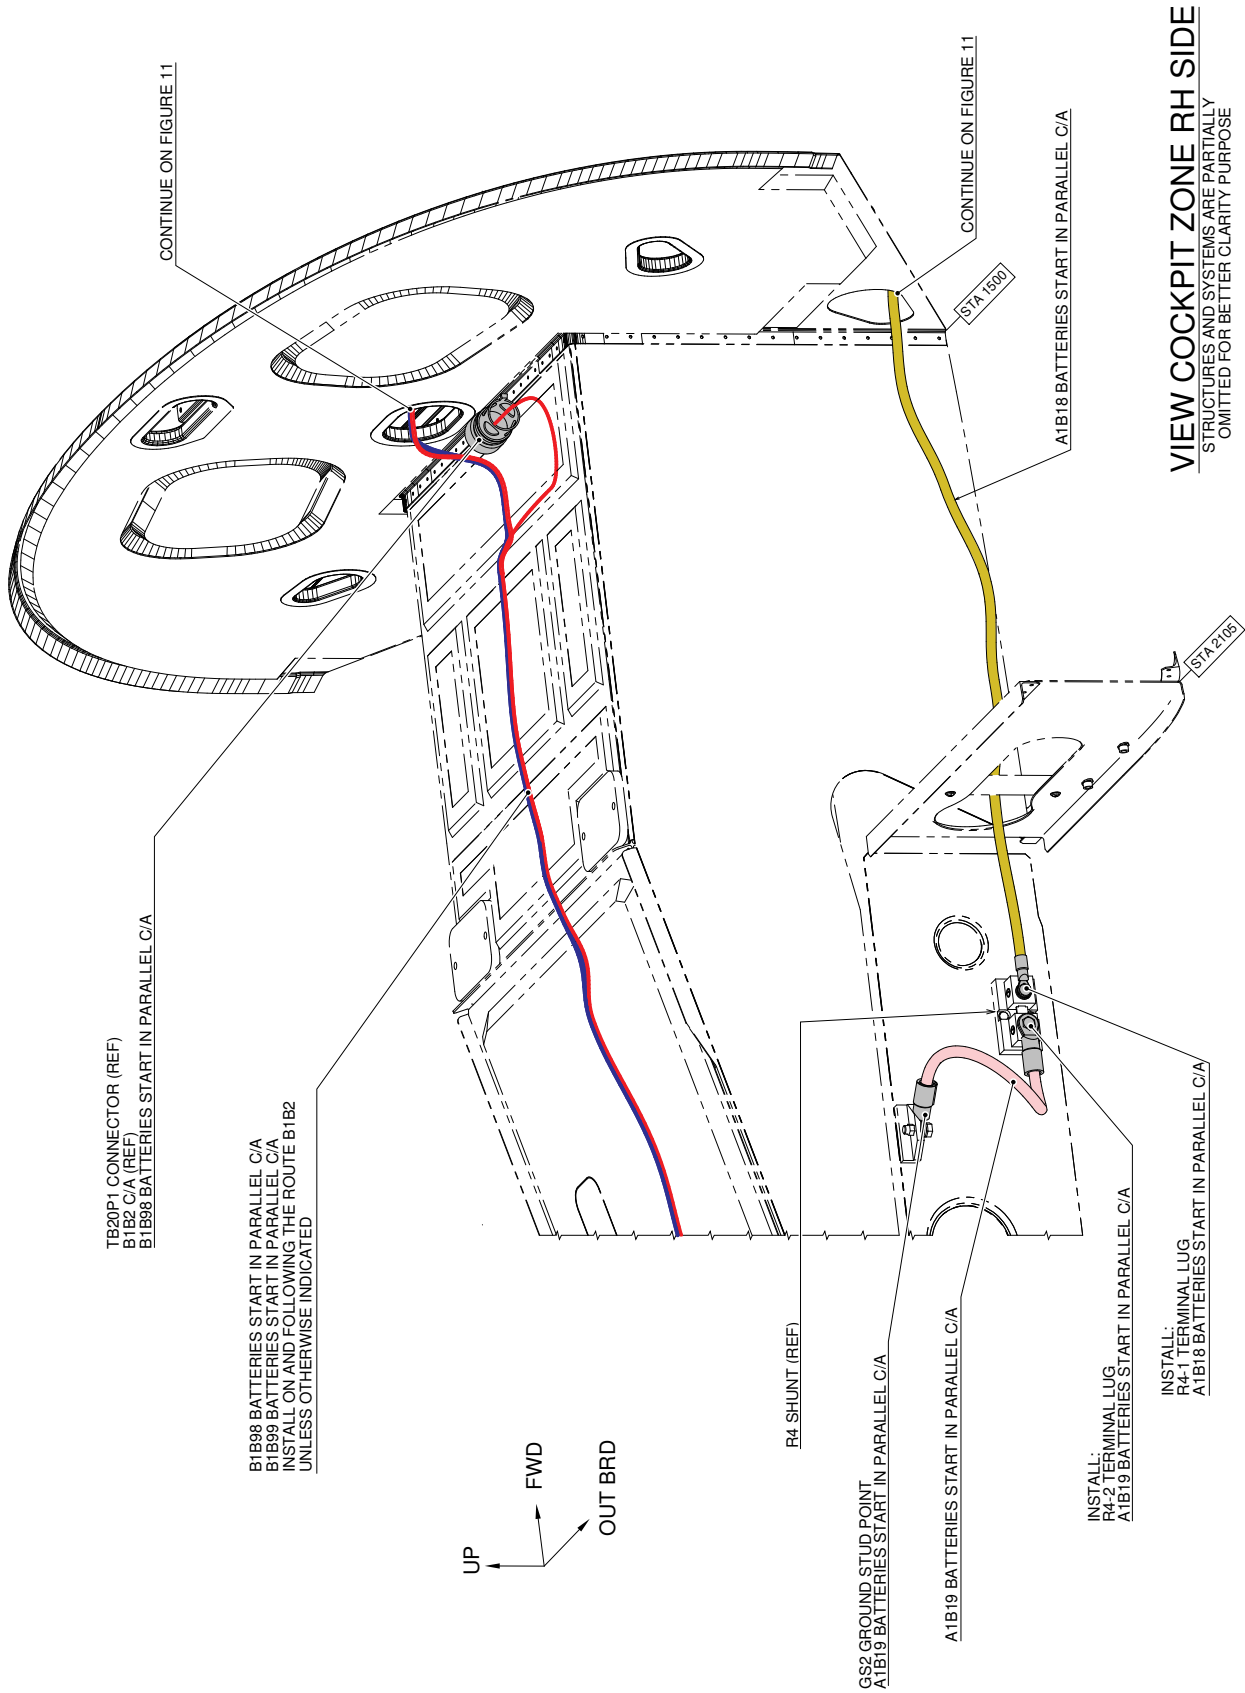 TB20P1 CONNECTOR (REF)
B1B2 C/A (REF)
B1B98 BATTERIES START IN PARALLEL C/A
CONTINUE ON FIGURE 11
B1B98 BATTERIES START IN PARALLEL C/A
B1B99 BATTERIES START IN PARALLEL C/A
INSTALL ON AND FOLLOWING THE ROUTE B1B2
UNLESS OTHERWISE INDICATED
UP
FWD
OUT BRD
R4 SHUNT (REF)
GS2 GROUND STUD POINT
A1B19 BATTERIES START IN PARALLEL C/A
A1B19 BATTERIES START IN PARALLEL C/A
INSTALL:
R4-2 TERMINAL LUG
A1B19 BATTERIES START IN PARALLEL C/A
INSTALL:
R4-1 TERMINAL LUG
A1B18 BATTERIES START IN PARALLEL C/A
STA 2105
STA 1500
CONTINUE ON FIGURE 11
A1B18 BATTERIES START IN PARALLEL C/A
VIEW COCKPIT ZONE RH SIDE
STRUCTURES AND SYSTEMS ARE PARTIALLY
OMITTED FOR BETTER CLARITY PURPOSE